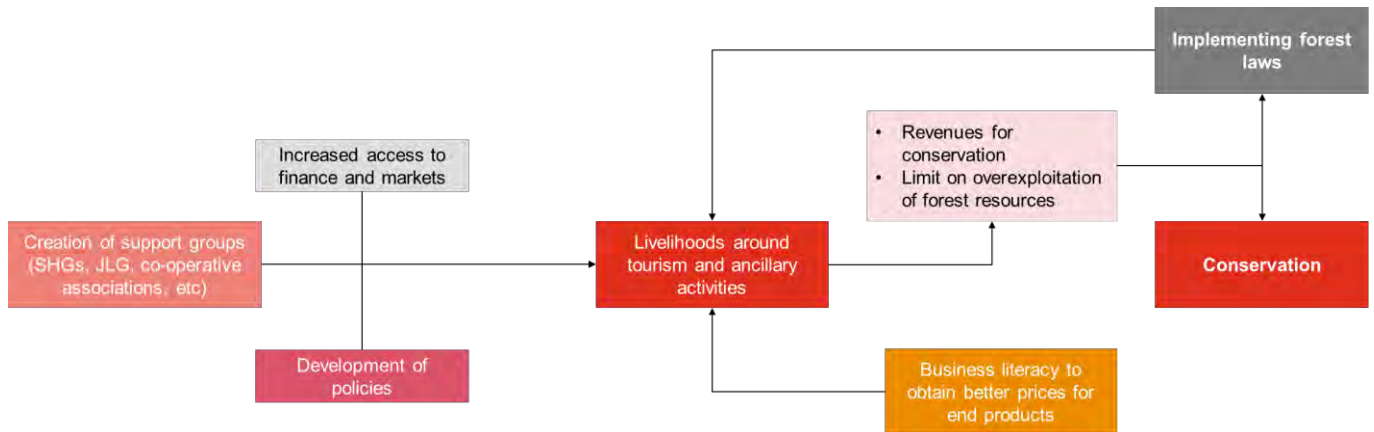 Implementing forest
laws
• Revenues for
conservation
• Limit on overexploitation
of forest resources
Increased access to
finance and markets
Creation of support groups
(SHGs, JLG, co-operative
associations, etc)
Livelihoods around
tourism and ancillary
activities
Conservation
Development of
policies
Business literacy to
obtain better prices for
end products